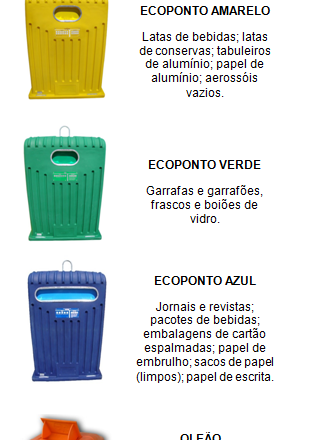 ECOPONTO AMARELO
Latas de bebidas; latas
de conservas; tabuleiros
de alumínio; papel de
alumínio; aerossóis
vazios.
ECOPONTO VERDE
Garrafas e garrafões,
frascos e boiões de
vidro.
ECOPONTO AZUL
Jornais e revistas;
pacotes de bebidas;
embalagens de cartão
espalmadas; papel de
embrulho; sacos de papel
(limpos); papel de escrita.
OLEÃO